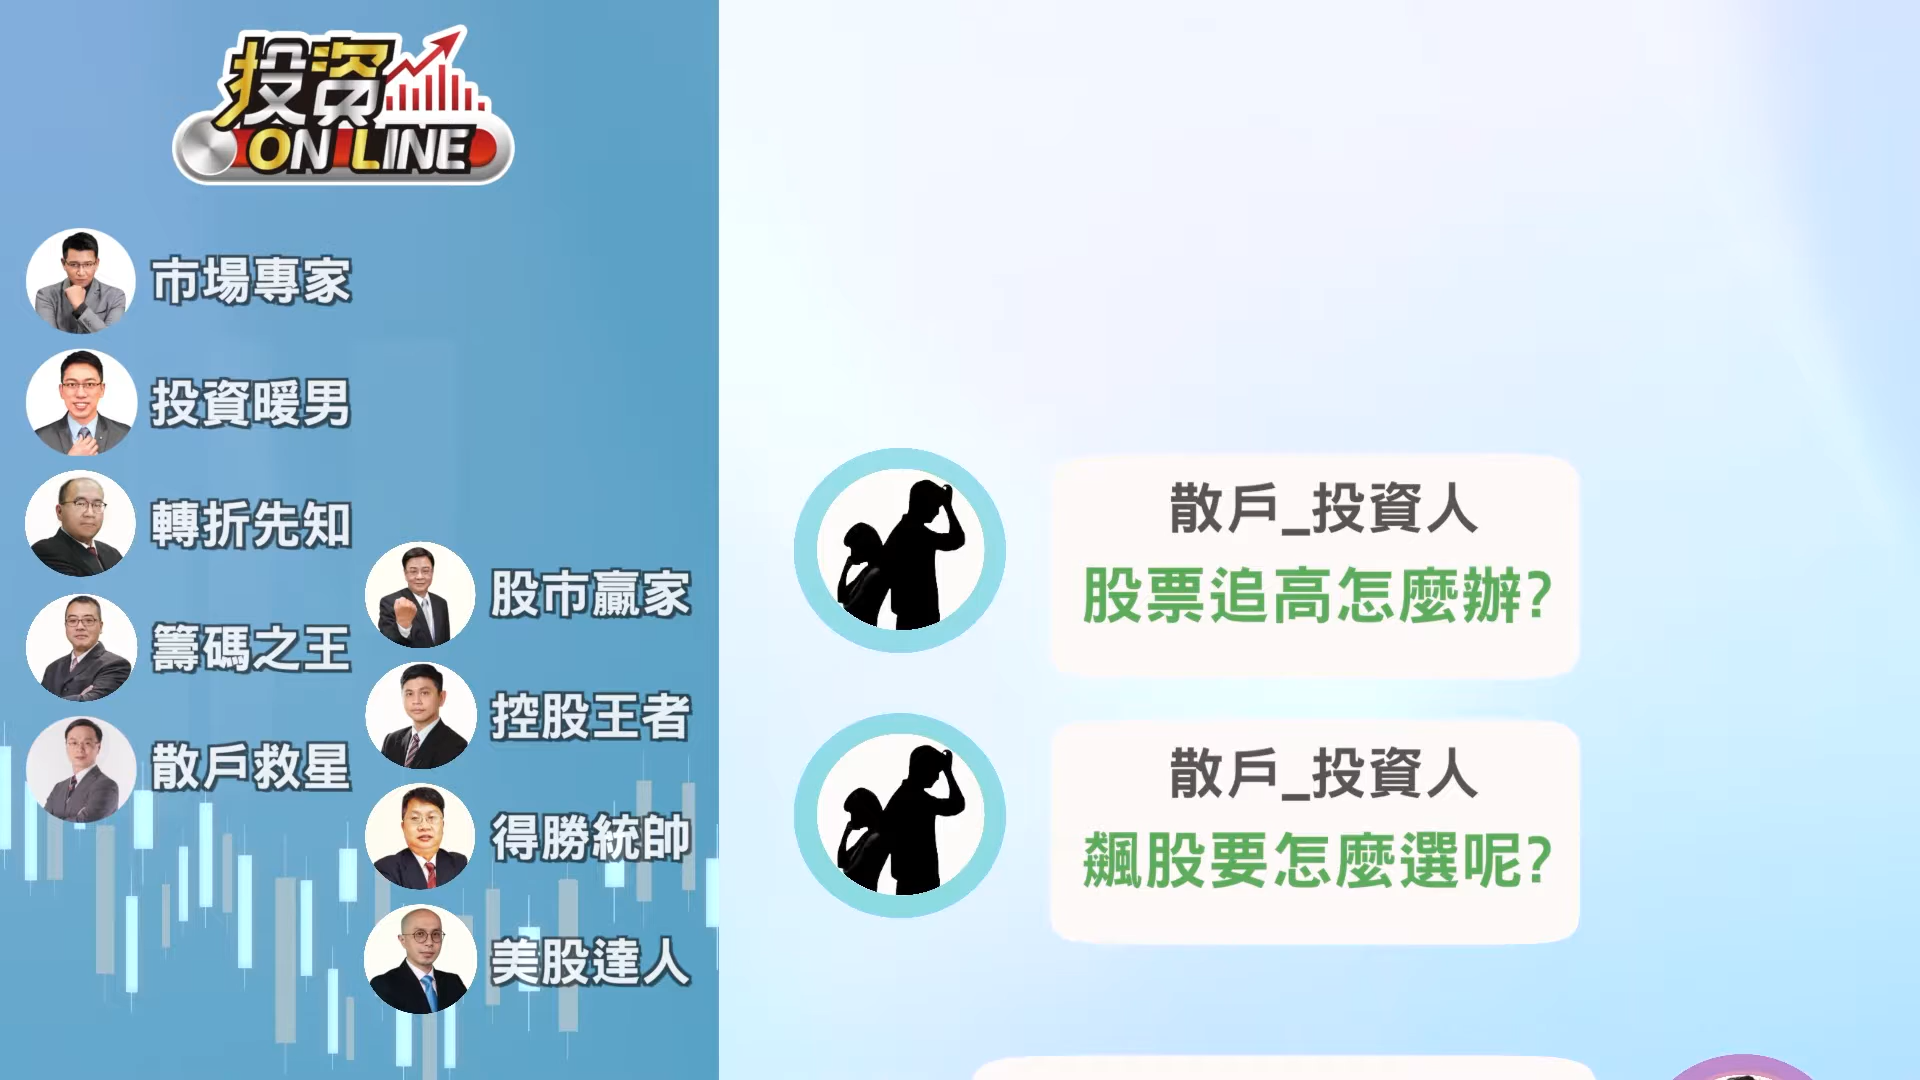 投資
ON LINE
市場專家
投資暖男
轉折先知
籌碼之王
散戶救星
股市贏家
控股王者
得勝統帥
美股達人
散戶_投資人
股票追高怎麼辦?
散戶_投資人
飆股要怎麼選呢?